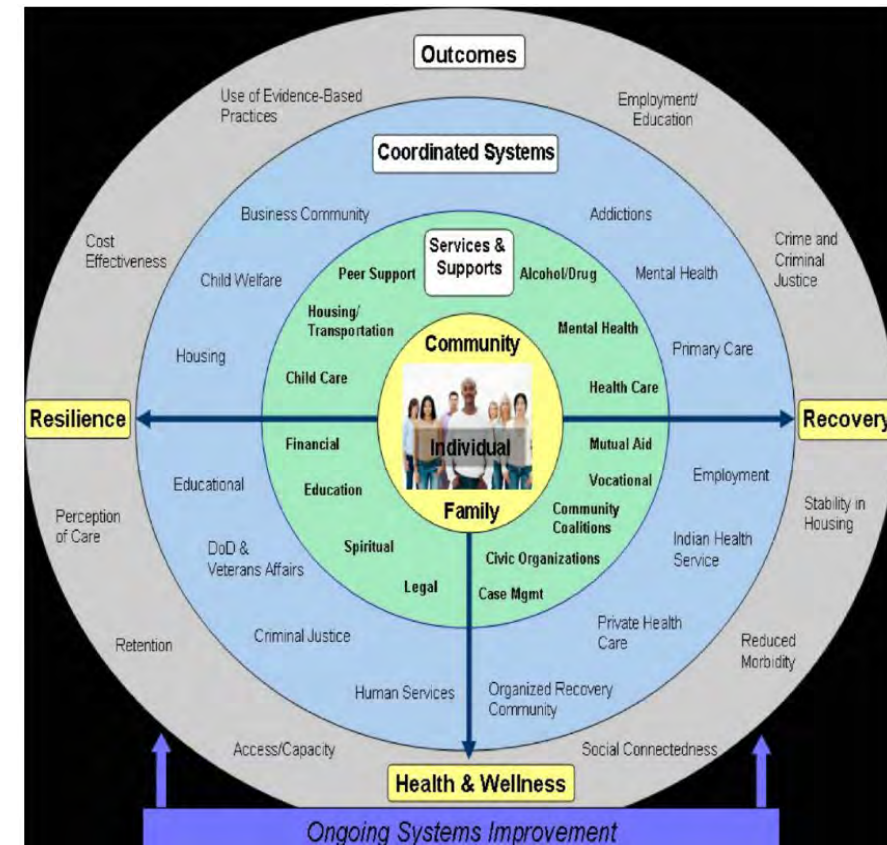 Outcomes
Use of Evidence-Based
Practices
Employment/
Education
Coordinated Systems
Business Community
Addictions
Cost
Effectiveness
Crime and
Criminal
Justice
Child Welfare
Mental Health
Services &
Supports
Peer Support
Alcohol/Drug
Housing/
Transportation
Mental Health
Housing
Primary Care
Community
Child Care
Health Care
Resilience
Recovery
Individual
Financial
Mutual Aid
Educational
Employment
Education
Vocational
Family
Community
Coalitions
Perception
of Care
Stability in
Housing
DoD &
Veterans Affairs
Indian Health
Service
Spiritual
Civic Organizations
Legal
Case Mgmt
Criminal Justice
Private Health
Care
Retention
Reduced
Morbidity
Human Services
Organized Recovery
Community
Access/Capacity
Social Connectedness
Health & Wellness
Ongoing Systems Improvement